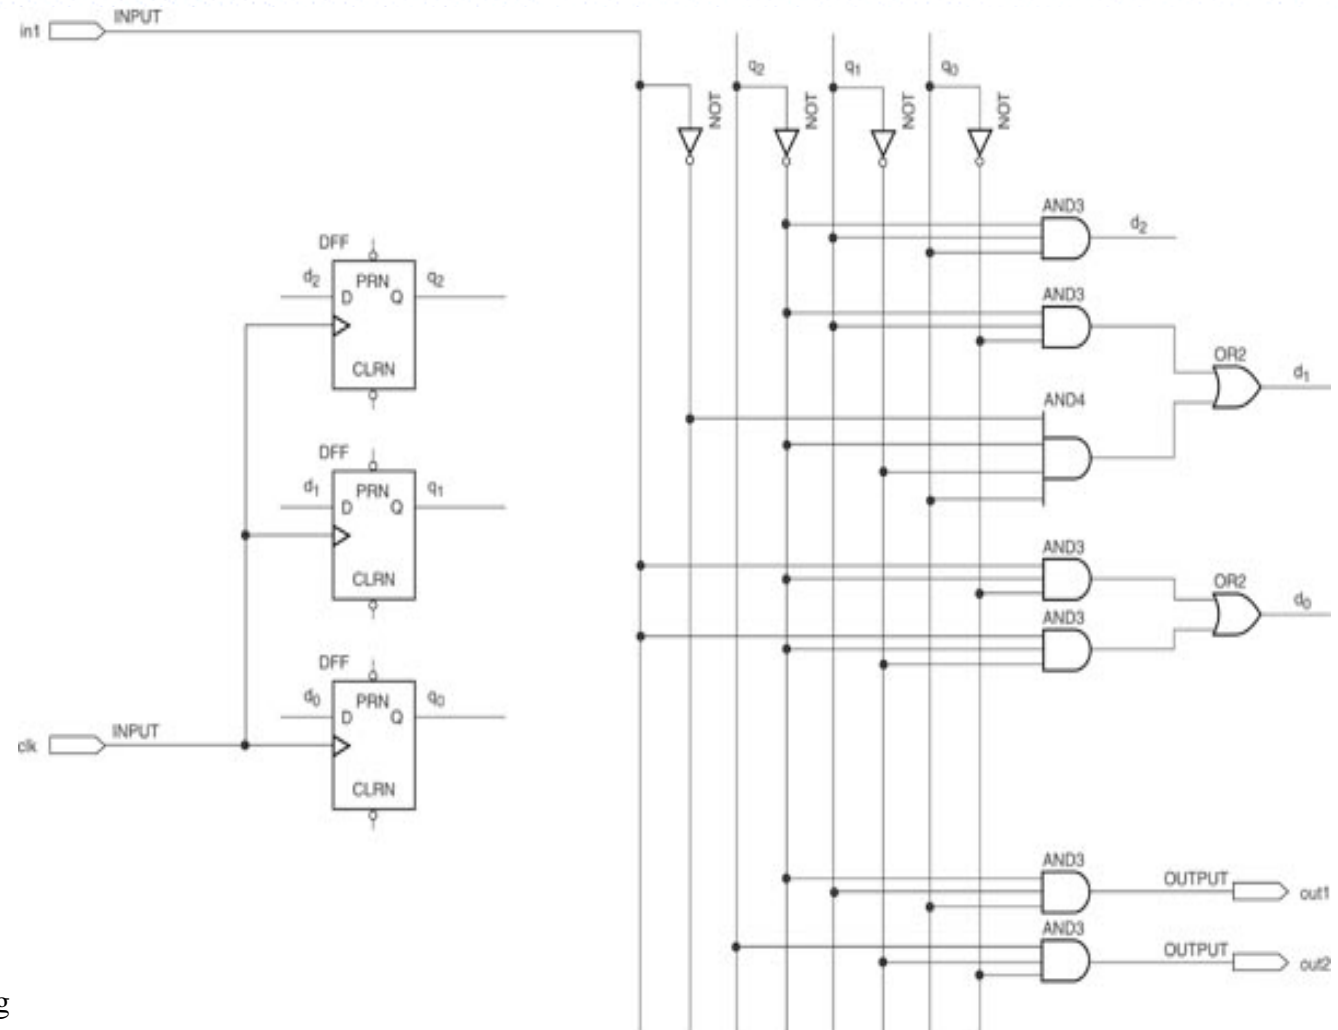 in1 INPUT
q2 q1 q0
NOT NOT NOT NOT
AND3 d2
DFF
d2 PRN q2
D Q
CLRN
AND3
OR2 d1
AND4
DFF
d1 PRN q1
D Q
CLRN
AND3
OR2 d0
AND3
DFF
d0 PRN q0
D Q
clk INPUT
CLRN
AND3
OUTPUT out1
AND3
OUTPUT out2
g